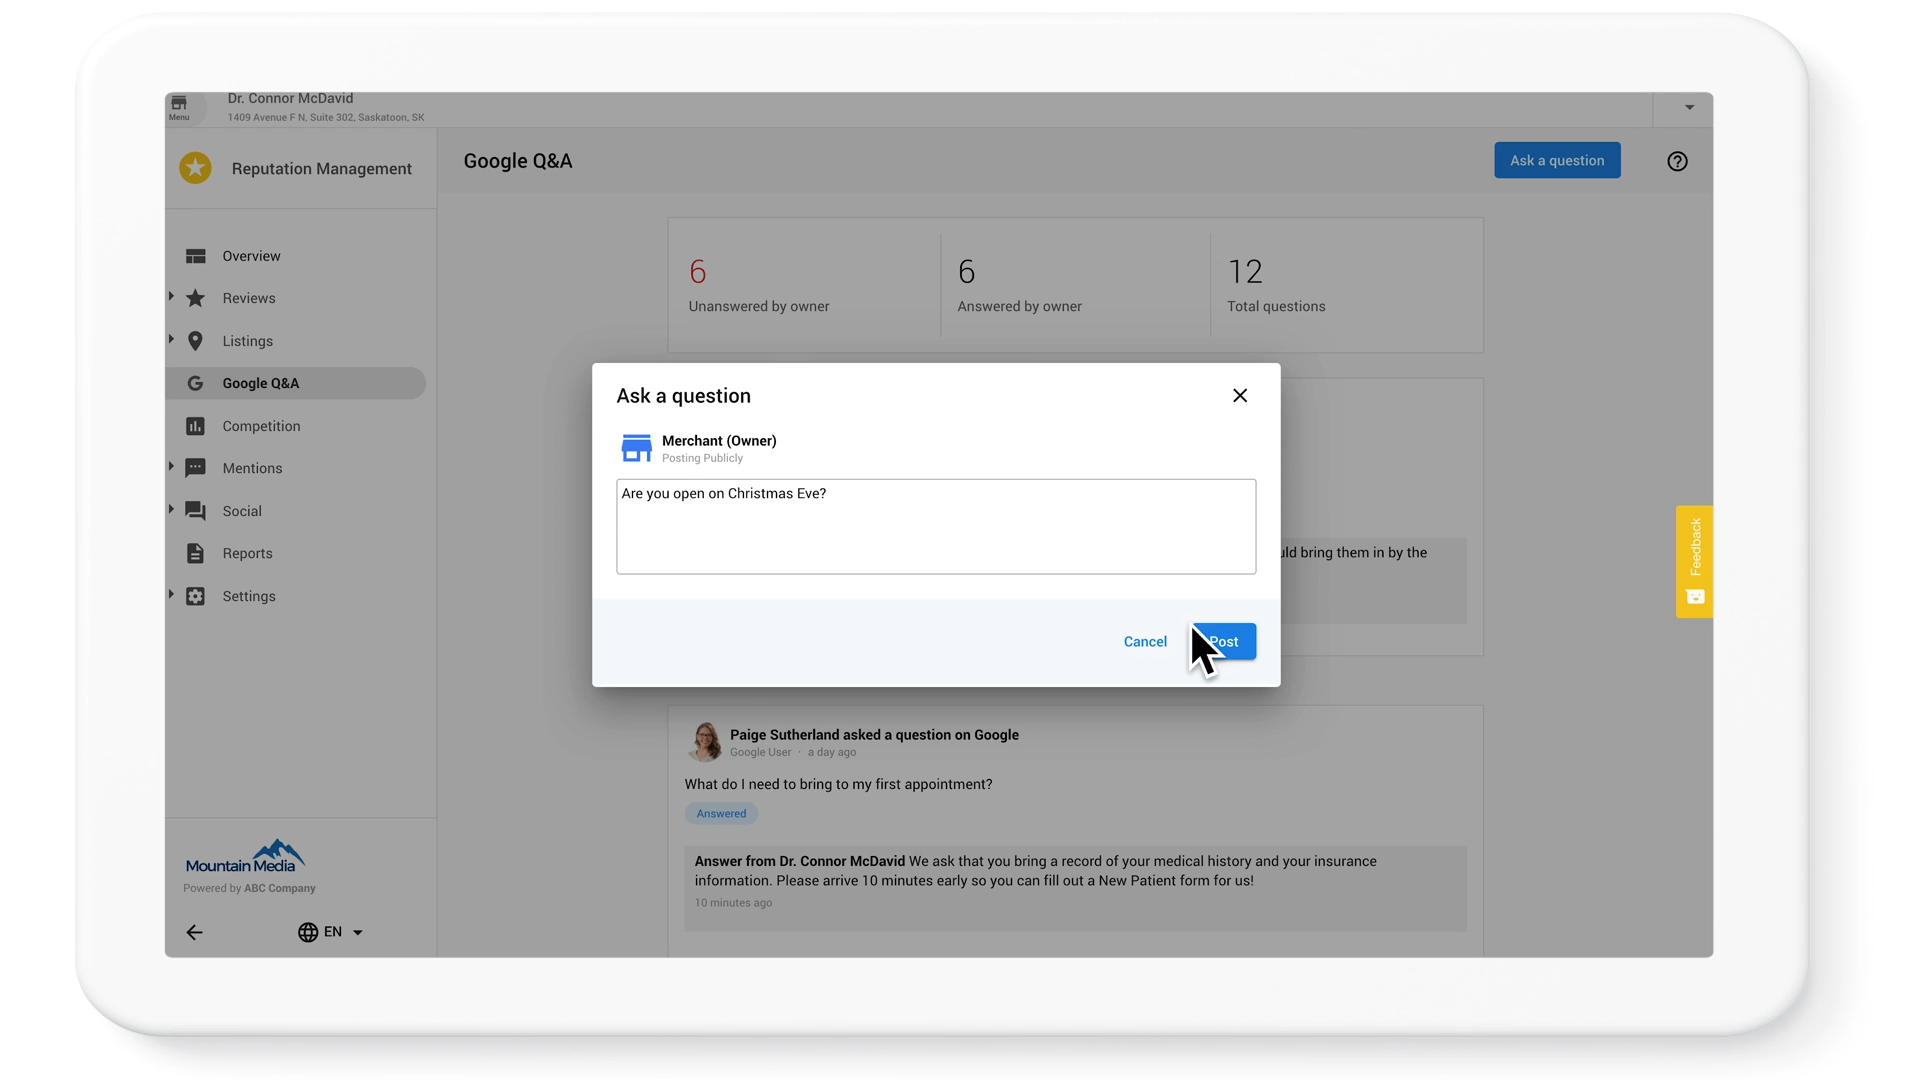 Menu
Dr. Connor McDavid
1409 Avenue F N, Suite 302, Saskatoon, SK
Reputation Management
Google Q&A
Ask a question
Overview
Reviews
Listings
Google Q&A
Competition
Mentions
Social
Reports
Settings
6
Unanswered by owner
6
Answered by owner
12
Total questions
Ask a question
Merchant (Owner)
Posting Publicly
Are you open on Christmas Eve?
bring them in by the
Cancel
Post
Feedback
Paige Sutherland asked a question on Google
Google User · a day ago
What do I need to bring to my first appointment?
Answered
Answer from Dr. Connor McDavid We ask that you bring a record of your medical history and your insurance
information. Please arrive 10 minutes early so you can fill out a New Patient form for us!
10 minutes ago
Mountain Media
Powered by ABC Company
EN